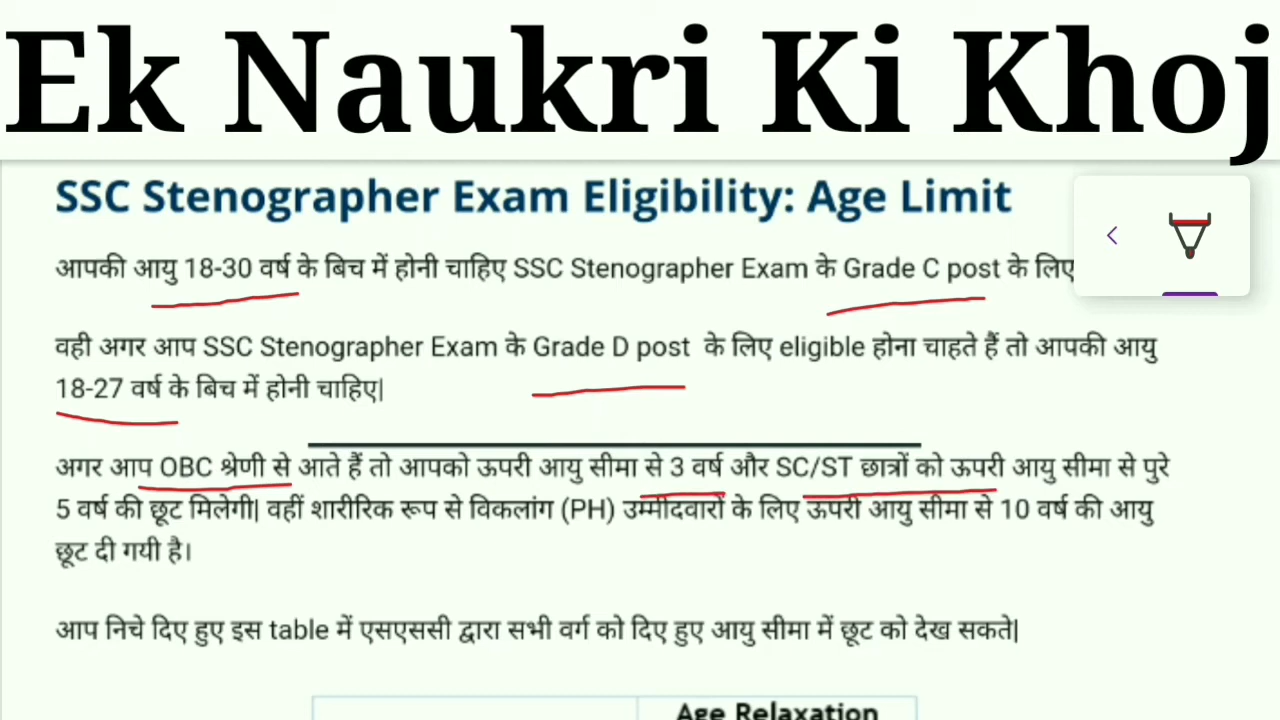 Ek Naukri Ki Khoj
SSC Stenographer Exam Eligibility: Age Limit
आपकी आयु 18-30 वर्ष के बिच में होनी चाहिए SSC Stenographer Exam के Grade C post के लिए
वही अगर आप SSC Stenographer Exam के Grade D post के लिए eligible होना चाहते हैं तो आपकी आयु
18-27 वर्ष के बिच में होनी चाहिए|
अगर आप OBC श्रेणी से आते हैं तो आपको ऊपरी आयु सीमा से 3 वर्ष और SC/ST छात्रों को ऊपरी आयु सीमा से पुरे
5 वर्ष की छूट मिलेगी| वहीं शारीरिक रूप से विकलांग (PH) उम्मीदवारों के लिए ऊपरी आयु सीमा से 10 वर्ष की आयु
छूट दी गयी है।
आप निचे दिए हुए इस table में एसएससी द्वारा सभी वर्ग को दिए हुए आयु सीमा में छूट को देख सकते|
Age Relaxation